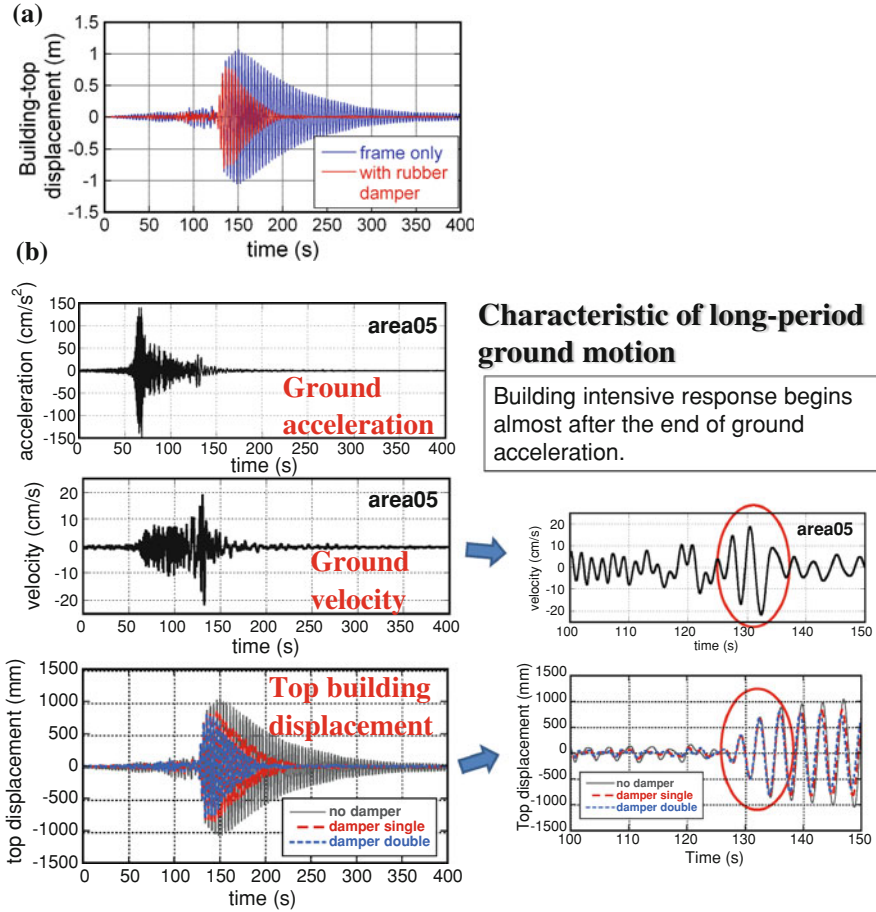 (a)
Building-top
displacement (m)
1.5
1
0.5
0
-0.5
-1
-1.5
frame only
with rubber
damper
0 50 100 150 200 250 300 350 400
time (s)
(b)
acceleration (cm/s²)
150
100
50
0
-50
-100
-150
area05
Ground
acceleration
0 50 100 150 200 250 300 350 400
time (s)
Characteristic of long-period
ground motion
Building intensive response begins
almost after the end of ground
acceleration.
velocity (cm/s)
20
10
0
-10
-20
area05
Ground
velocity
0 50 100 150 200 250 300 350 400
time (s)
velocity (cm/s)
20
10
0
-10
-20
area05
100 110 120 130 140 150
time (s)
top displacement (mm)
1500
1000
500
0
-500
-1000
-1500
Top building
displacement
no damper
damper single
damper double
0 50 100 150 200 250 300 350 400
time (s)
Top displacement (mm)
1500
1000
500
0
-500
-1000
-1500
no damper
damper single
damper double
100 110 120 130 140 150
Time (s)